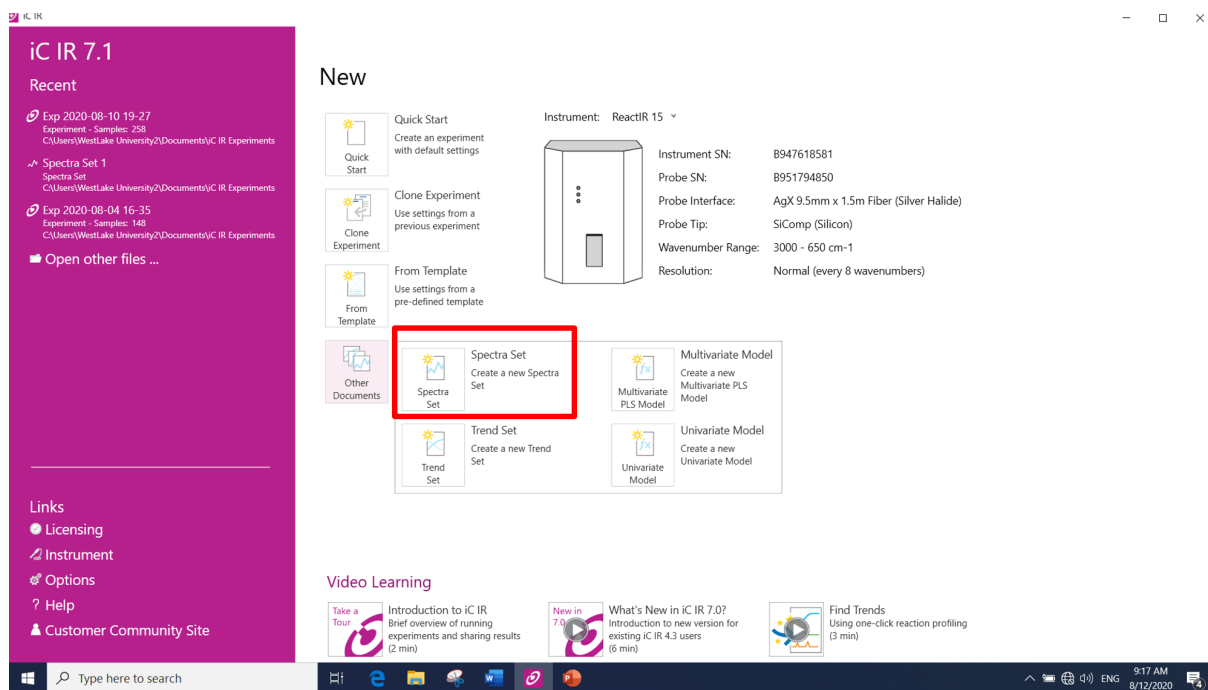 iC IR
iC IR 7.1
Recent
Exp 2020-08-10 19-27
Experiment - Samples: 258
C:\Users\WestLake University2\Documents\iC IR Experiments
Spectra Set 1
Spectra Set
C:\Users\WestLake University2\Documents\iC IR Experiments
Exp 2020-08-04 16-35
Experiment - Samples: 148
C:\Users\WestLake University2\Documents\iC IR Experiments
Open other files ...
Links
Licensing
Instrument
Options
? Help
Customer Community Site
New
Quick
Start
Quick Start
Create an experiment
with default settings
Clone
Experiment
Clone Experiment
Use settings from a
previous experiment
From
Template
From Template
Use settings from a
pre-defined template
Other
Documents
Instrument: ReactIR 15
Instrument SN: B947618581
Probe SN: B951794850
Probe Interface: AgX 9.5mm x 1.5m Fiber (Silver Halide)
Probe Tip: SiComp (Silicon)
Wavenumber Range: 3000 - 650 cm-1
Resolution: Normal (every 8 wavenumbers)
Spectra
Set
Spectra Set
Create a new Spectra
Set
Multivariate
PLS Model
Multivariate Model
Create a new
Multivariate PLS
Model
Trend
Set
Trend Set
Create a new Trend
Set
Univariate
Model
Univariate Model
Create a new
Univariate Model
Video Learning
Take a
Tour
Introduction to iC IR
Brief overview of running
experiments and sharing results
(2 min)
New in
7.0
What's New in iC IR 7.0?
Introduction to new version for
existing iC IR 4.3 users
(6 min)
Find Trends
Using one-click reaction profiling
(3 min)
Type here to search
ENG
9:17 AM
8/12/2020
4